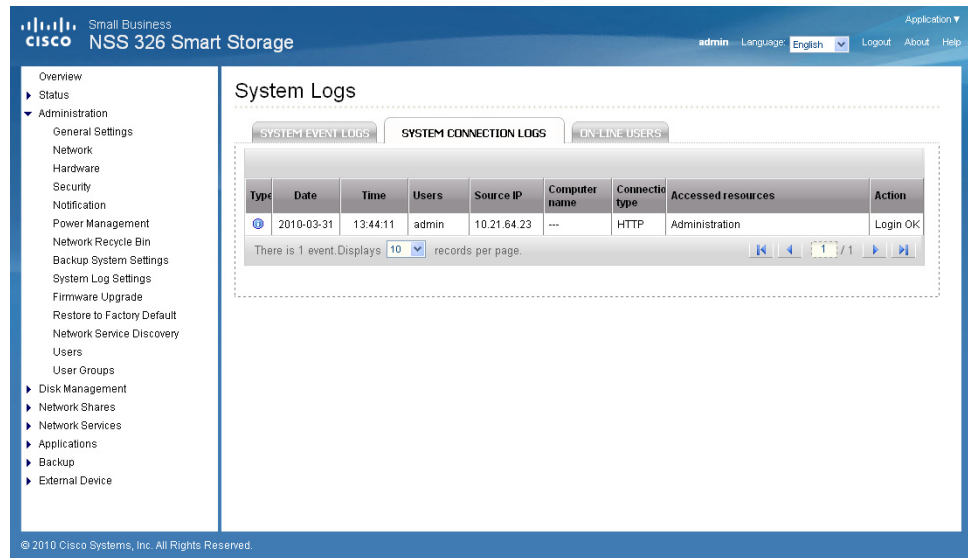 Application ▼
Small Business
CISCO NSS 326 Smart Storage
admin Language: English Logout About Help
Overview
Status
Administration
General Settings
Network
Hardware
Security
Notification
Power Management
Network Recycle Bin
Backup System Settings
System Log Settings
Firmware Upgrade
Restore to Factory Default
Network Service Discovery
Users
User Groups
Disk Management
Network Shares
Network Services
Applications
Backup
External Device
System Logs
SYSTEM EVENT LOGS SYSTEM CONNECTION LOGS ON-LINE USERS
Type Date Time Users Source IP Computer name Connectio type Accessed resources Action
2010-03-31 13:44:11 admin 10.21.64.23 --- HTTP Administration Login OK
There is 1 event.Displays 10 records per page. 1 / 1
© 2010 Cisco Systems, Inc. All Rights Reserved.